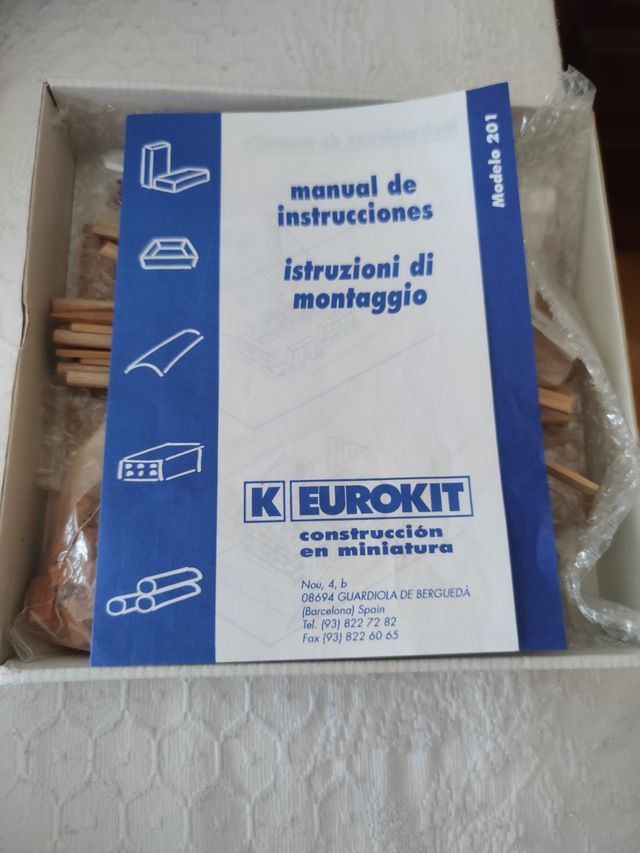 Modelo 201
manual de
instrucciones
istruzioni di
montaggio
K EUROKIT
construcción
en miniatura
Nou, 4, b
08694 GUARDIOLA DE BERGUEDÀ
(Barcelona) Spain
Tel. (93) 822 72 82
Fax (93) 822 60 65